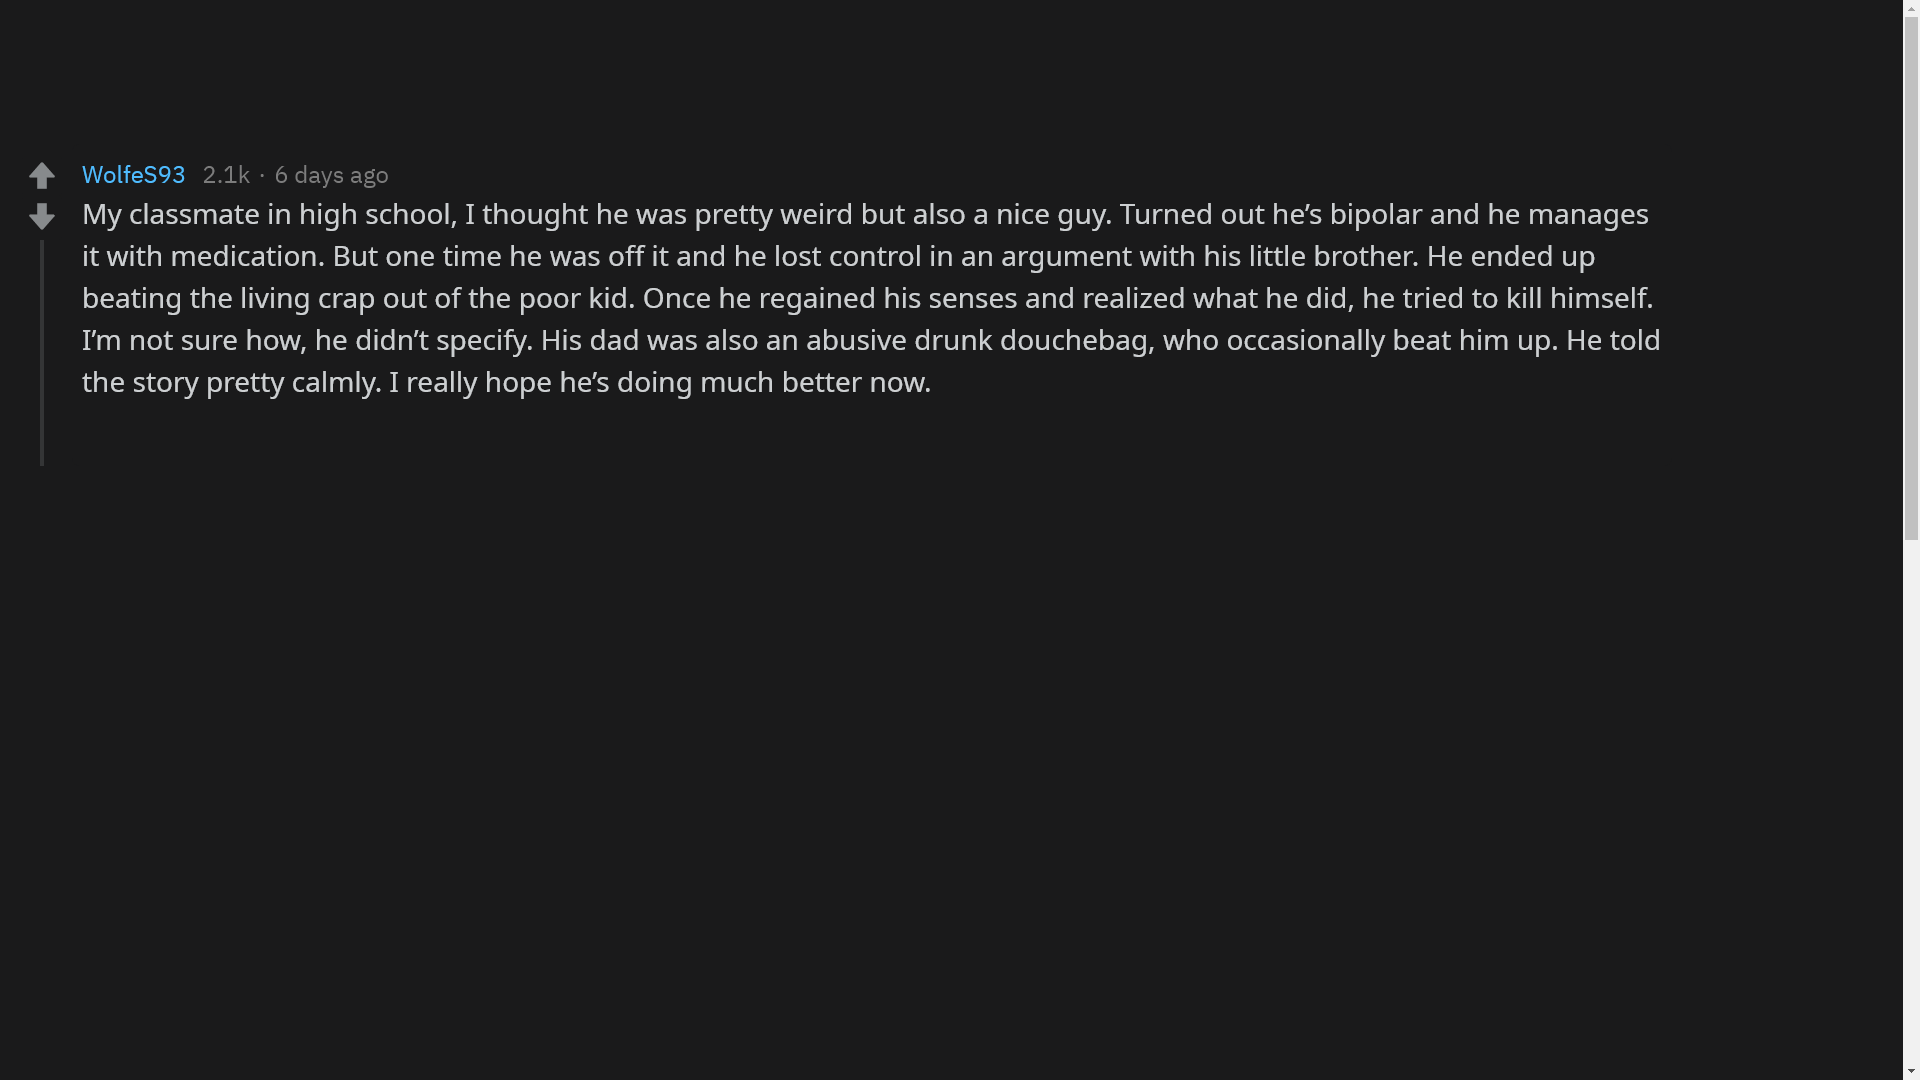 WolfeS93 2.1k · 6 days ago
My classmate in high school, I thought he was pretty weird but also a nice guy. Turned out he’s bipolar and he manages
it with medication. But one time he was off it and he lost control in an argument with his little brother. He ended up
beating the living crap out of the poor kid. Once he regained his senses and realized what he did, he tried to kill himself.
I’m not sure how, he didn’t specify. His dad was also an abusive drunk douchebag, who occasionally beat him up. He told
the story pretty calmly. I really hope he’s doing much better now.